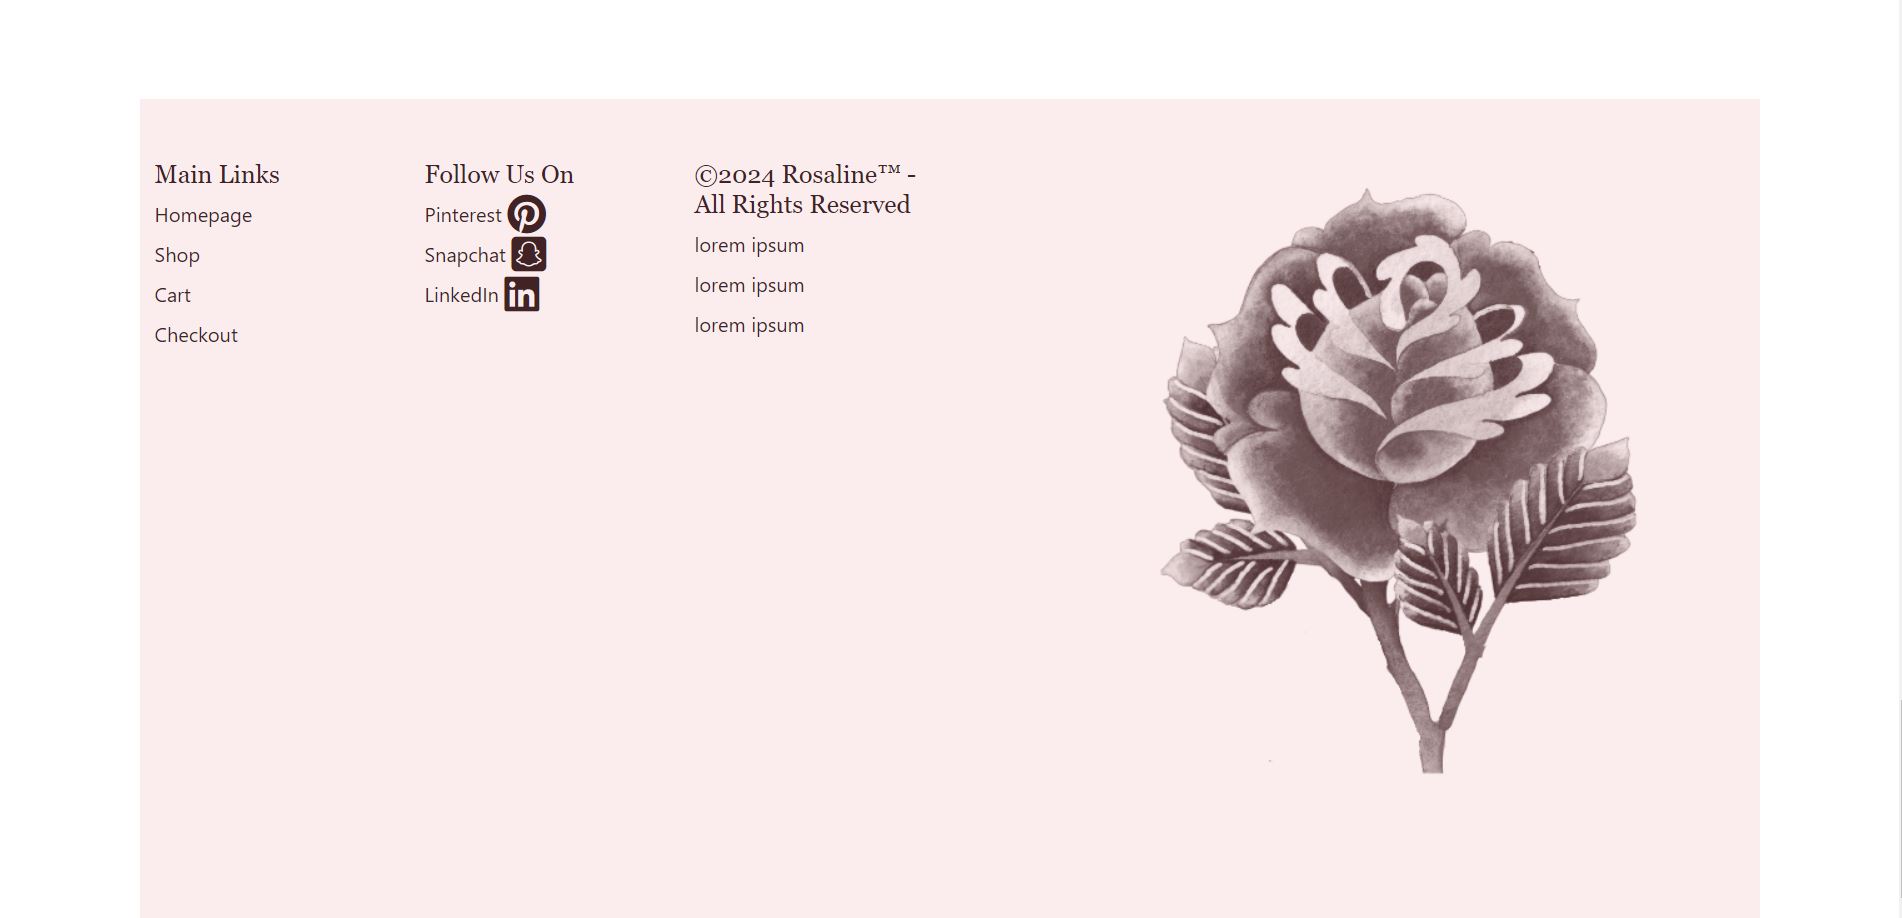 Main Links
Homepage
Shop
Cart
Checkout
Follow Us On
Pinterest
Snapchat
LinkedIn
©2024 Rosaline™ -
All Rights Reserved
lorem ipsum
lorem ipsum
lorem ipsum